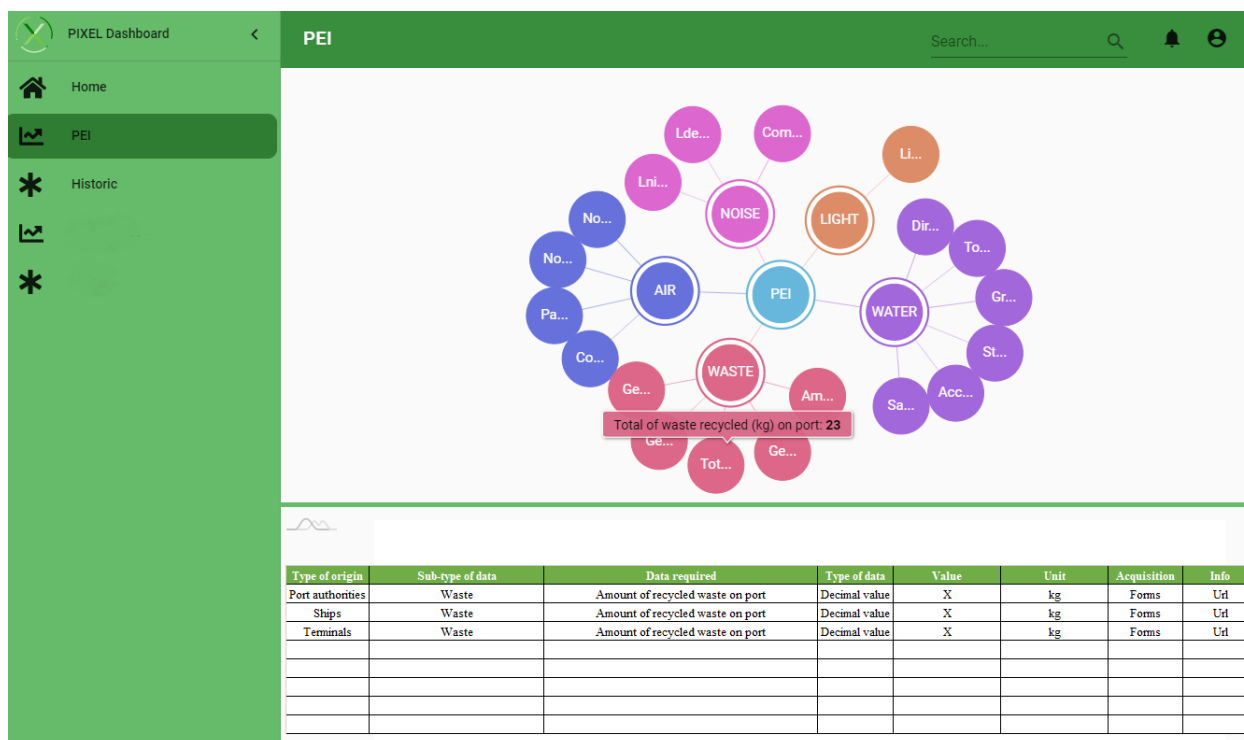 PIXEL Dashboard
PEI
Search...
Home
PEI
Historic
Lde...
Com...
Li...
Lni...
NOISE
LIGHT
No...
Dir...
To...
No...
AIR
PEI
WATER
Gr...
Pa...
St...
Co...
WASTE
Ge...
Am...
Acc...
Sa...
Total of waste recycled (kg) on port: 23
Ge...
Tot...
Ge...
Type of origin Sub-type of data Data required Type of data Value Unit Acquisition Info
Port authorities Waste Amount of recycled waste on port Decimal value X kg Forms Url
Ships Waste Amount of recycled waste on port Decimal value X kg Forms Url
Terminals Waste Amount of recycled waste on port Decimal value X kg Forms Url